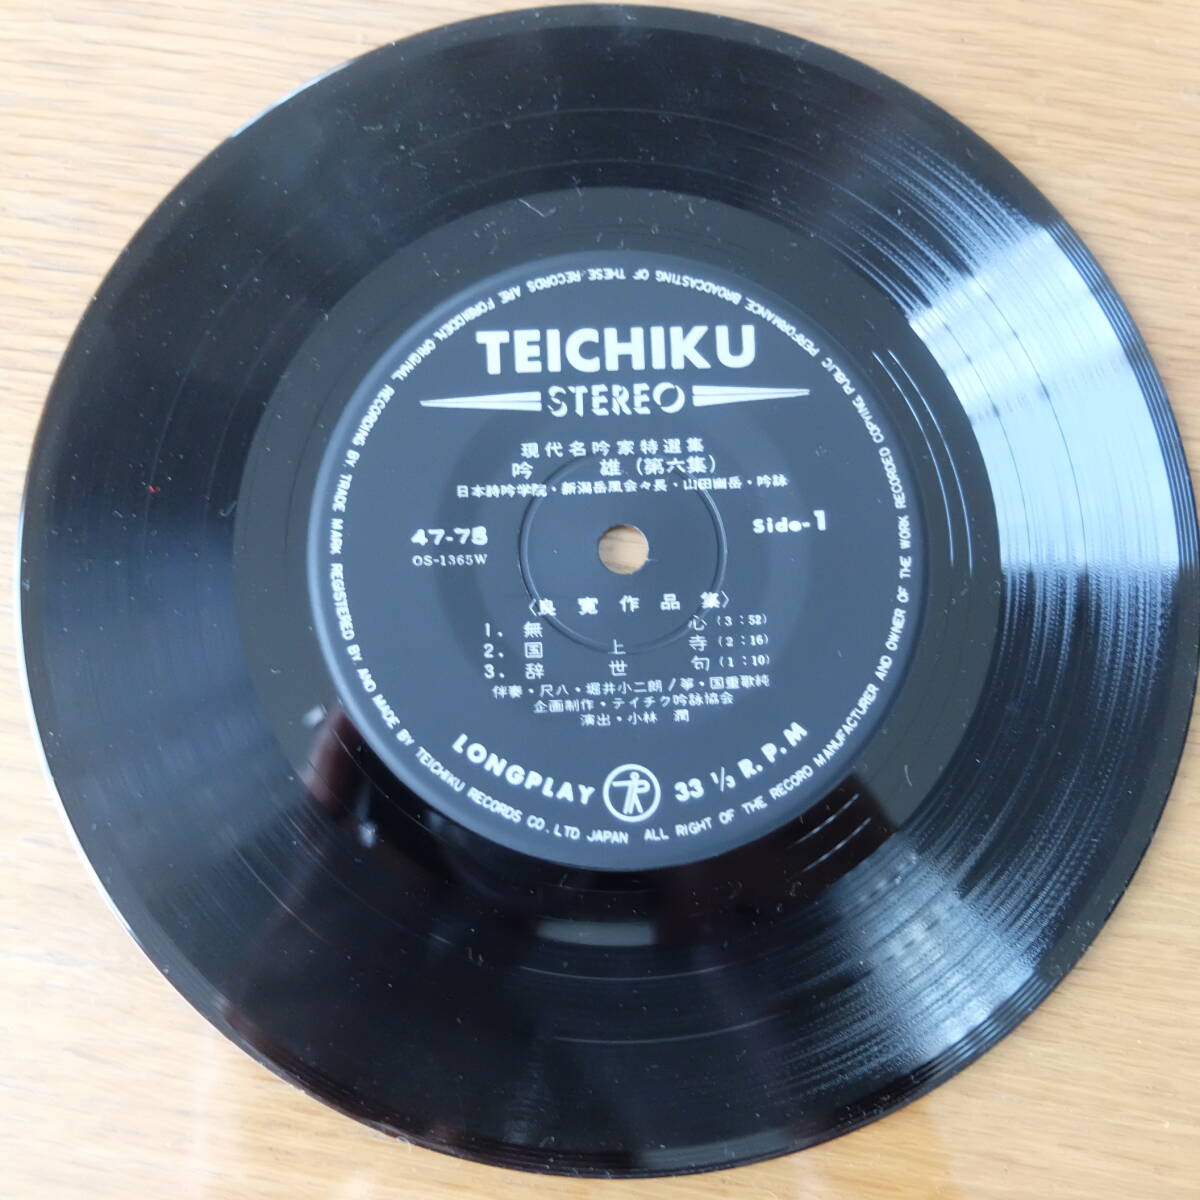 TEICHIKU
STEREO
現代名吟家特選集
吟 雄 (第六集)
日本詩吟学院・新潟岳風会々長・山田幽岳・吟詠
47-75
OS-1365W
Side-1
〈良寛作品集〉
1. 無 心 (3:52)
2. 国 上 寺 (2:16)
3. 辞 世 句 (1:10)
伴奏・尺八・堀井小二朗/箏・国重歌純
企画制作・テイチク吟詠協会
演出・小林 潤
LONGPLAY 33 1/3 R.P.M
ORIGINAL RECORDING BY. TRADE MARK REGISTERED BY AND MADE BY TEICHIKU RECORDS CO., LTD JAPAN ALL RIGHT OF THE RECORD MANUFACTURER AND OWNER OF THE WORK RECORDED COPYING PUBLIC PERFORMANCE, BROADCASTING OF THESE RECORDS ARE FORBIDDEN.